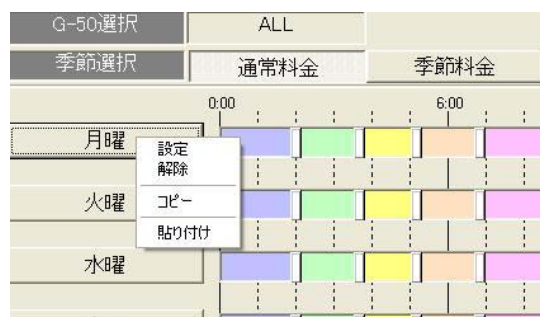 G-50選択 ALL
季節選択 通常料金 季節料金
0:00 6:00
月曜
設定
解除
火曜
コピー
貼り付け
水曜